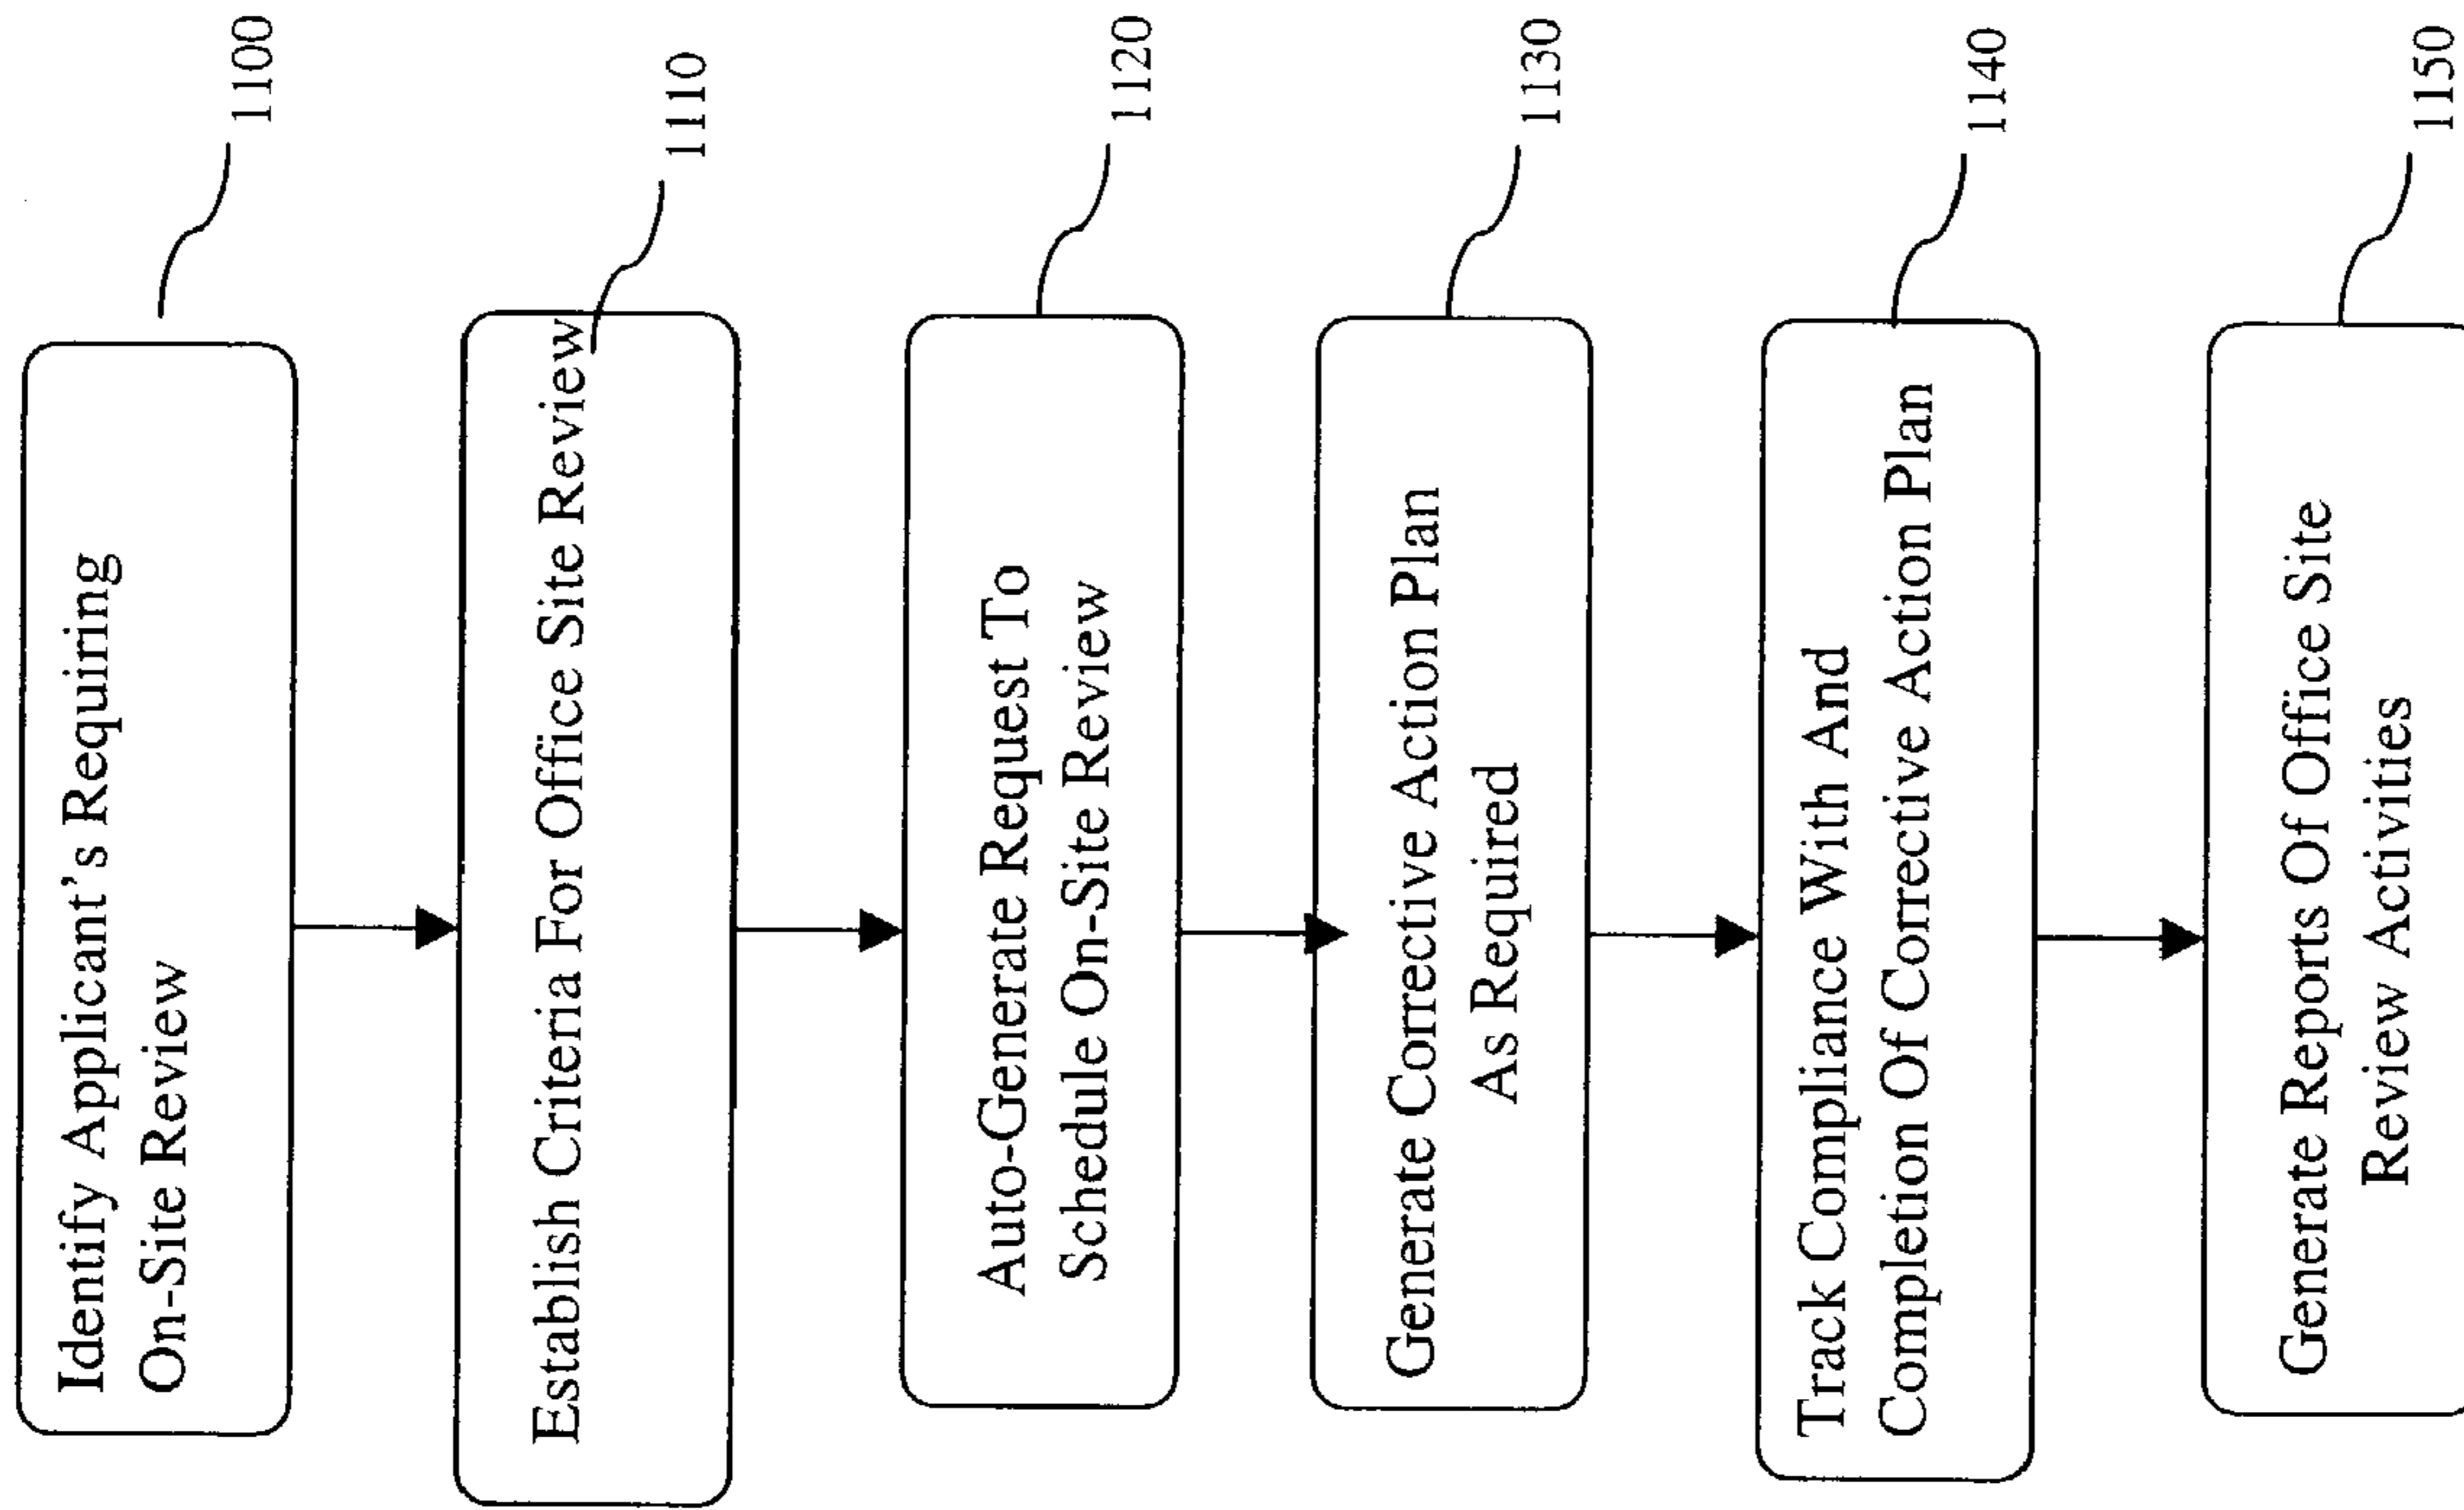 Identify Applicant's Requiring
On-Site Review
1100
Establish Criteria For Office Site Review
1110
Auto-Generate Request To
Schedule On-Site Review
1120
Generate Corrective Action Plan
As Required
1130
Track Compliance With And
Completion Of Corrective Action Plan
1140
Generate Reports Of Office Site
Review Activities
1150